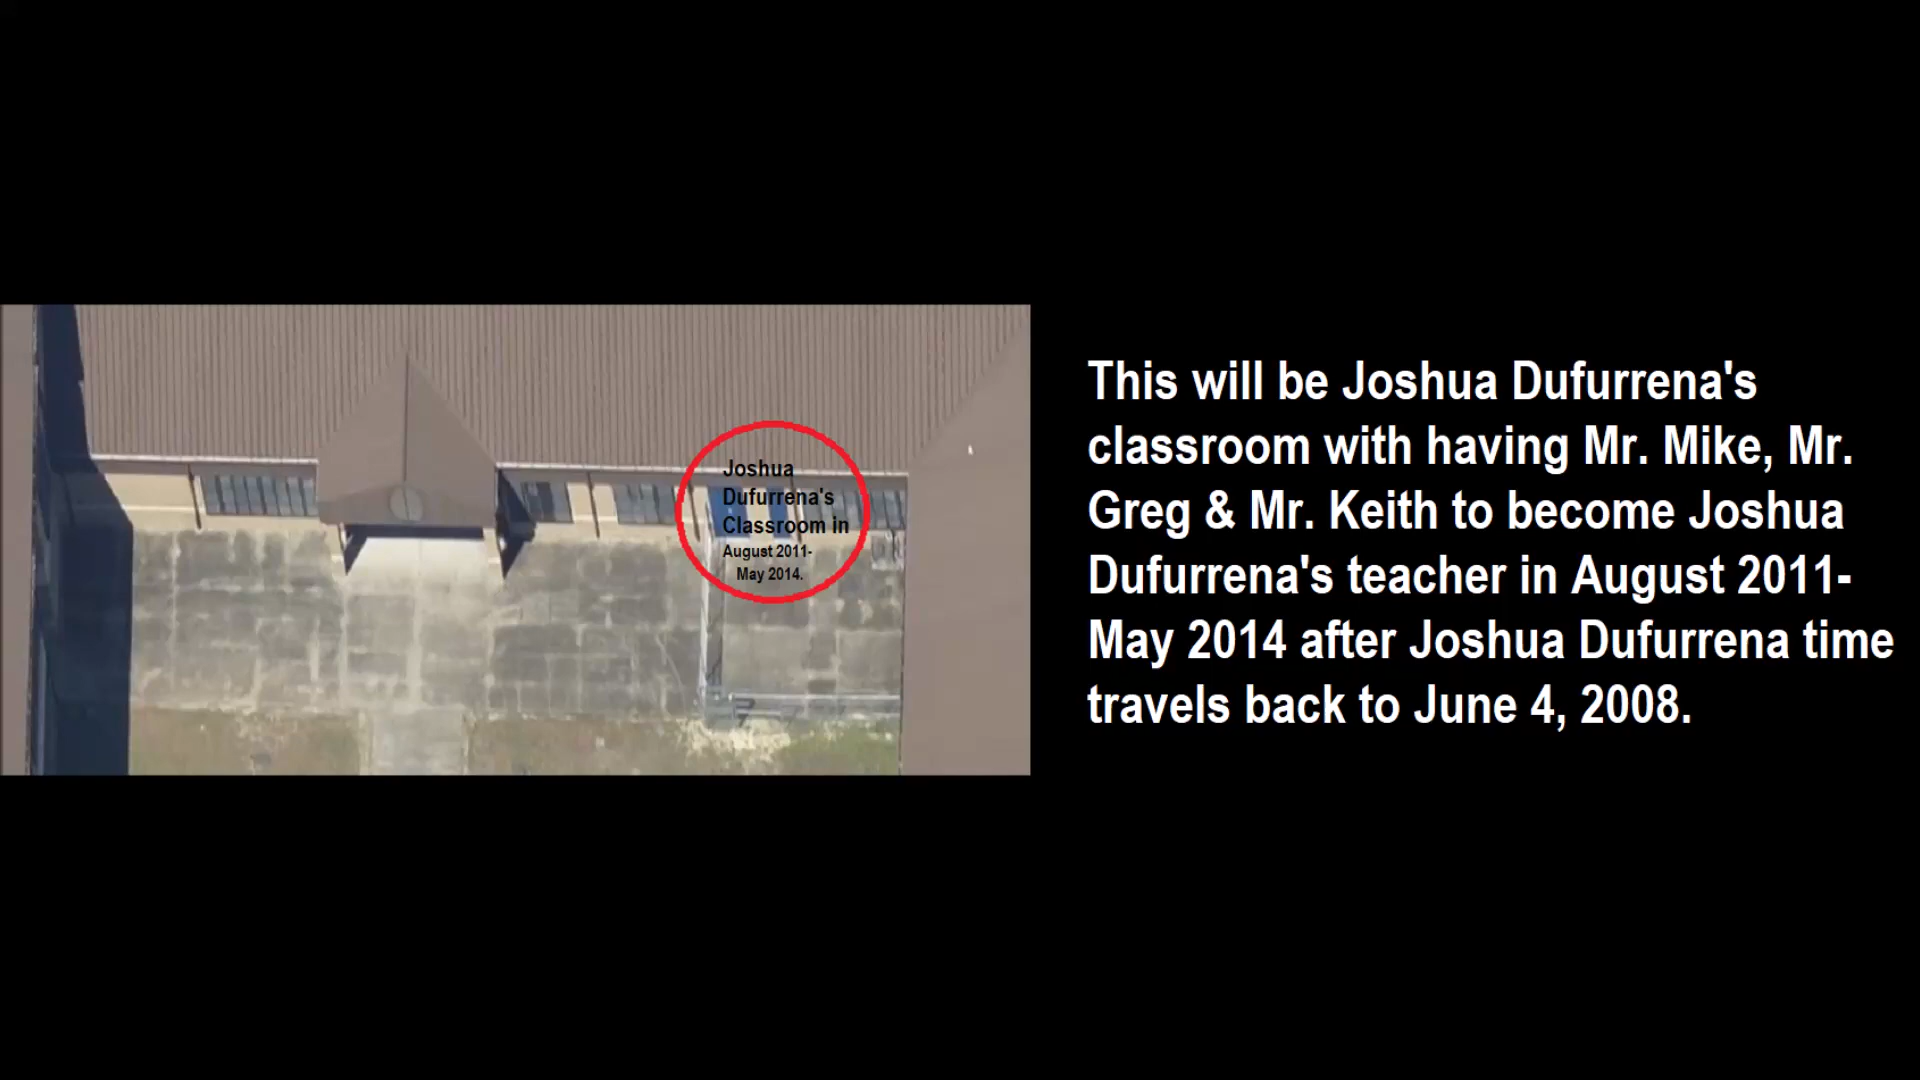 Joshua
Dufurrena's
Classroom in
August 2011-
May 2014.
This will be Joshua Dufurrena's
classroom with having Mr. Mike, Mr.
Greg & Mr. Keith to become Joshua
Dufurrena's teacher in August 2011-
May 2014 after Joshua Dufurrena time
travels back to June 4, 2008.